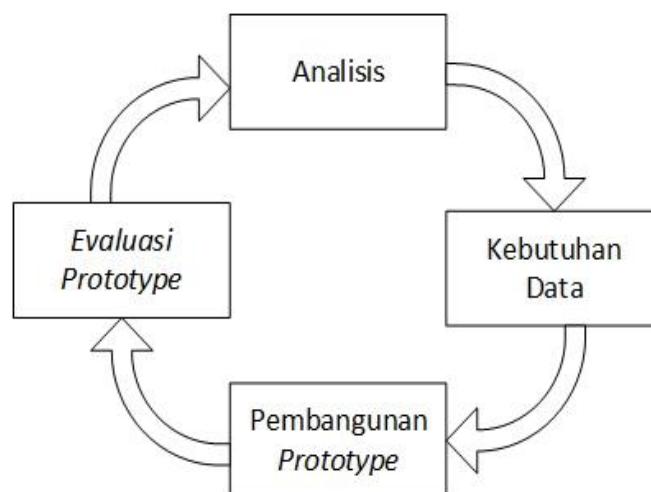 Analisis
Kebutuhan
Data
Pembangunan
Prototype
Evaluasi
Prototype